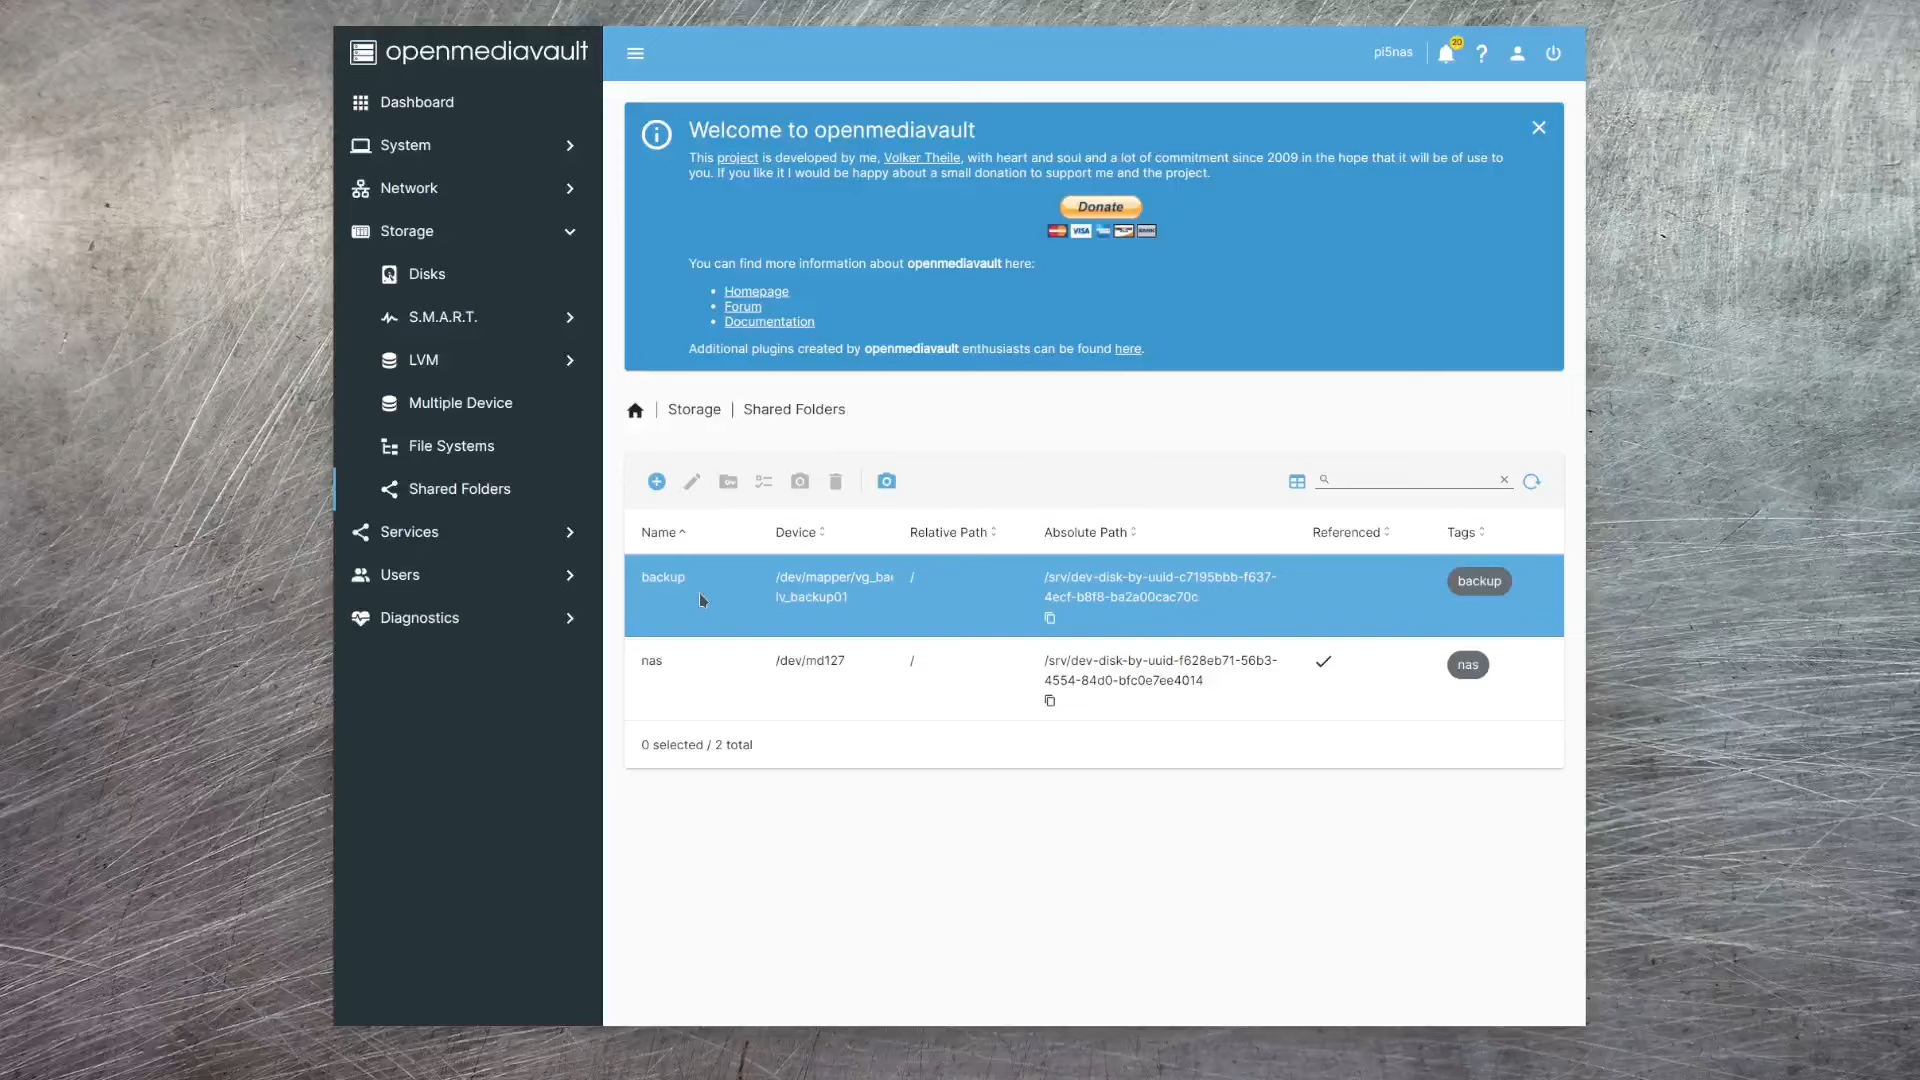 openmediavault
pi5nas
20
Dashboard
System
Network
Storage
Disks
S.M.A.R.T.
LVM
Multiple Device
File Systems
Shared Folders
Services
Users
Diagnostics
Welcome to openmediavault
This project is developed by me, Volker Theile, with heart and soul and a lot of commitment since 2009 in the hope that it will be of use to
you. If you like it I would be happy about a small donation to support me and the project.
Donate
VISA
You can find more information about openmediavault here:
• Homepage
• Forum
• Documentation
Additional plugins created by openmediavault enthusiasts can be found here.
Storage | Shared Folders
Name Device Relative Path Absolute Path Referenced Tags
backup /dev/mapper/vg_bac / /srv/dev-disk-by-uuid-c7195bbb-f637- backup
lv_backup01 4ecf-b8f8-ba2a00cac70c
nas /dev/md127 / /srv/dev-disk-by-uuid-f628eb71-56b3- nas
4554-84d0-bfc0e7ee4014
0 selected / 2 total